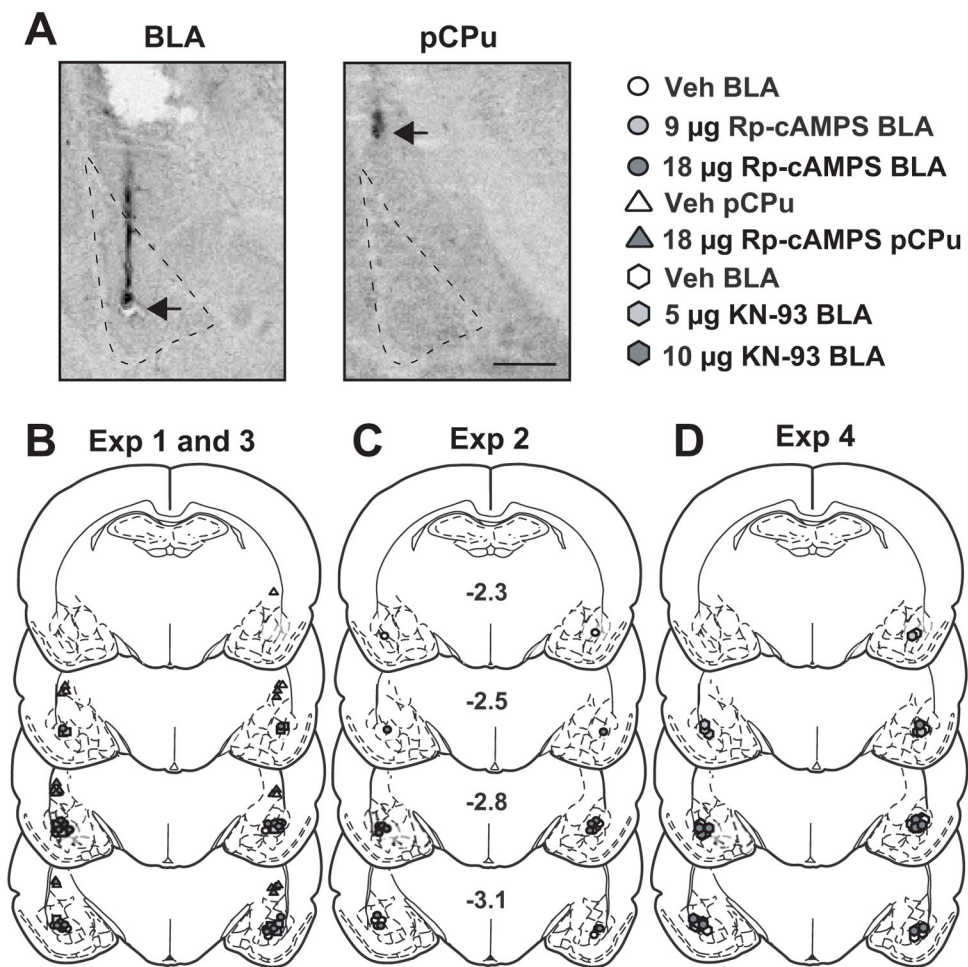 A
BLA
pCPu
Veh BLA
9 µg Rp-cAMPS BLA
18 µg Rp-cAMPS BLA
Veh pCPu
18 µg Rp-cAMPS pCPu
Veh BLA
5 µg KN-93 BLA
10 µg KN-93 BLA
B Exp 1 and 3
C Exp 2
D Exp 4
-2.3
-2.5
-2.8
-3.1